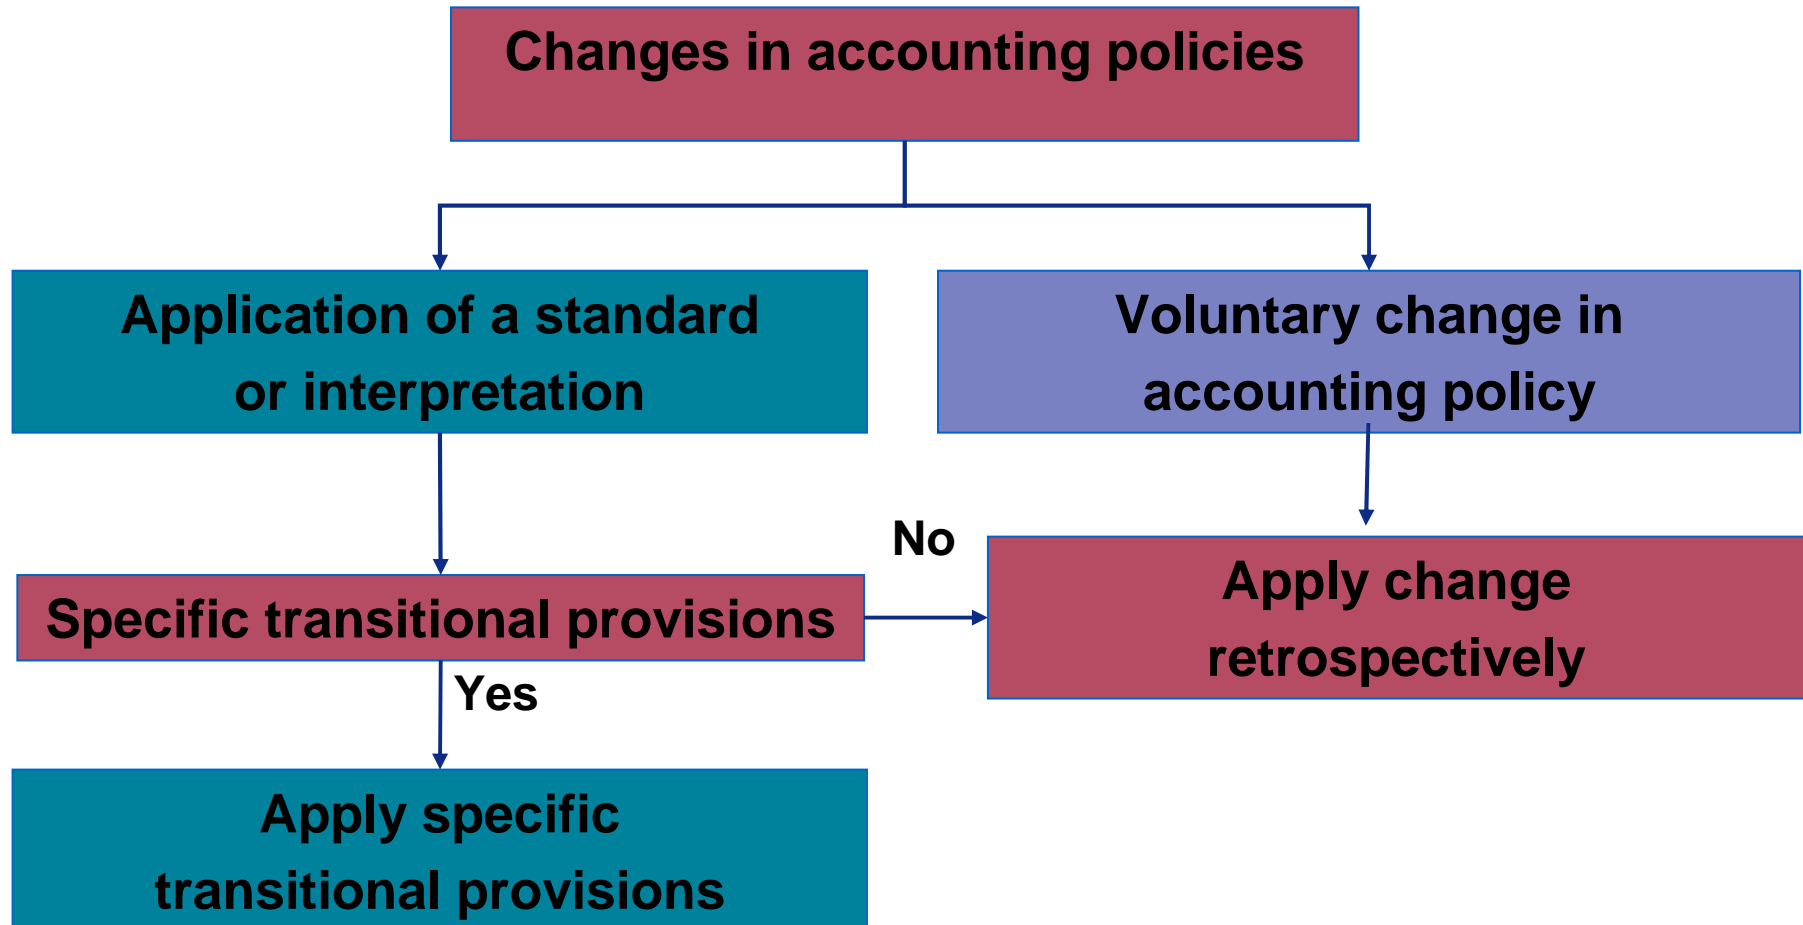 Changes in accounting policies
Application of a standard
or interpretation
Voluntary change in
accounting policy
No
Specific transitional provisions
Apply change
retrospectively
Yes
Apply specific
transitional provisions